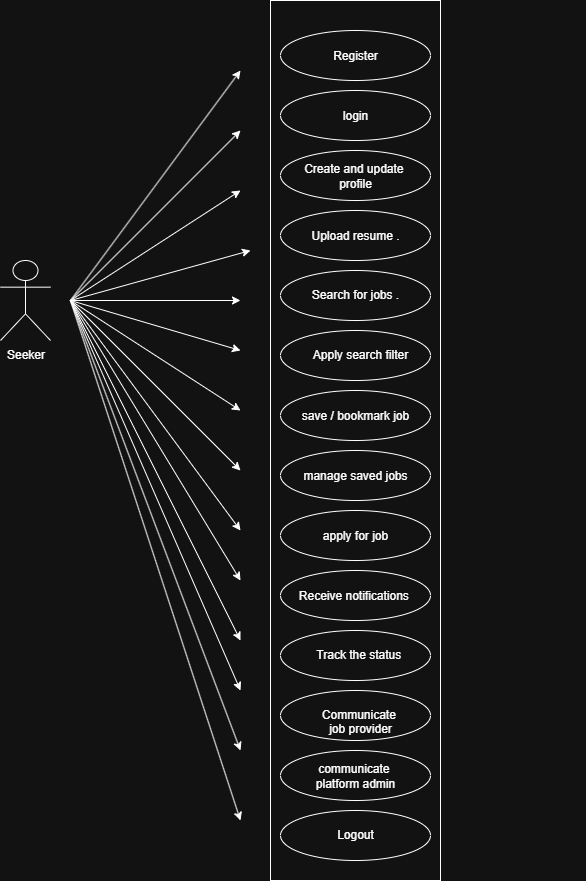 Register
login
Create and update
profile
Upload resume .
Search for jobs .
Seeker
Apply search filter
save / bookmark job
manage saved jobs
apply for job
Receive notifications
Track the status
Communicate
job provider
communicate
platform admin
Logout